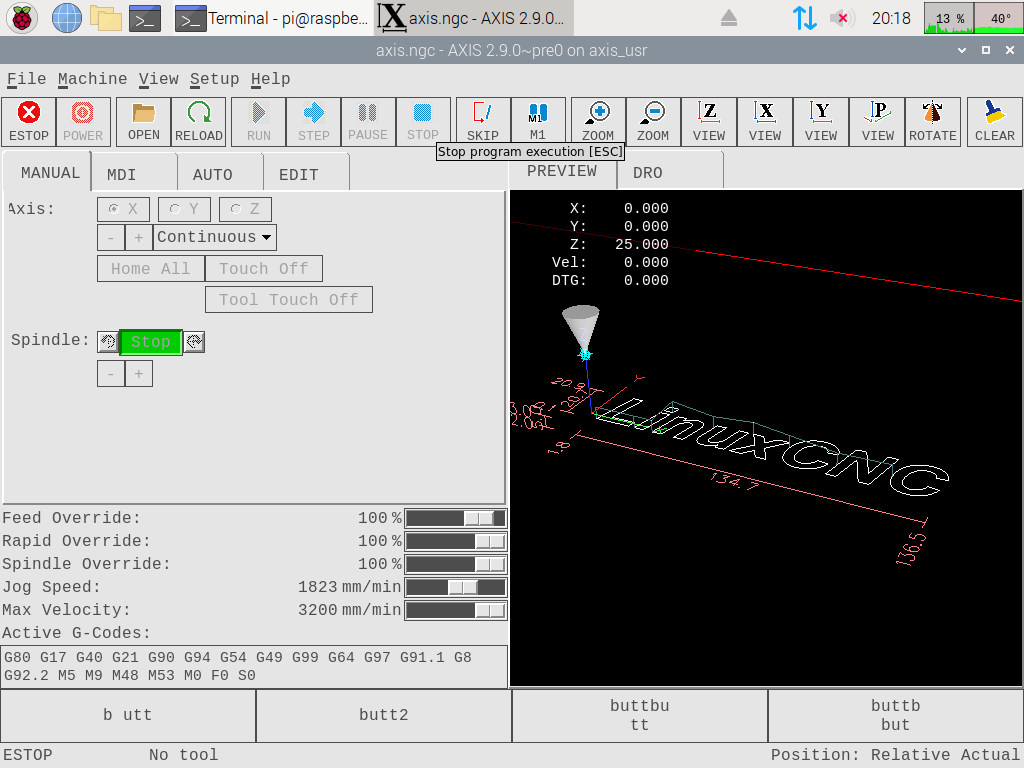 Terminal - pi@raspbe...
axis.ngc - AXIS 2.9.0...
20:18
13 %
40°
axis.ngc - AXIS 2.9.0~pre0 on axis_usr
File Machine View Setup Help
ESTOP POWER OPEN RELOAD RUN STEP PAUSE STOP SKIP M1 ZOOM ZOOM VIEW VIEW VIEW VIEW ROTATE CLEAR
M1 Z X Y P
Stop program execution [ESC]
MANUAL MDI AUTO EDIT
PREVIEW DRO
Axis: X Y Z
- + Continuous
Home All Touch Off
Tool Touch Off
Spindle: Stop
- +
X: 0.000
Y: 0.000
Z: 25.000
Vel: 0.000
DTG: 0.000
Y
LinuxCNC
1.8
134.7
136.5
Feed Override: 100 %
Rapid Override: 100 %
Spindle Override: 100 %
Jog Speed: 1823 mm/min
Max Velocity: 3200 mm/min
Active G-Codes:
G80 G17 G40 G21 G90 G94 G54 G49 G99 G64 G97 G91.1 G8
G92.2 M5 M9 M48 M53 M0 F0 S0
b utt
butt2
buttbu
tt
buttb
but
ESTOP No tool Position: Relative Actual